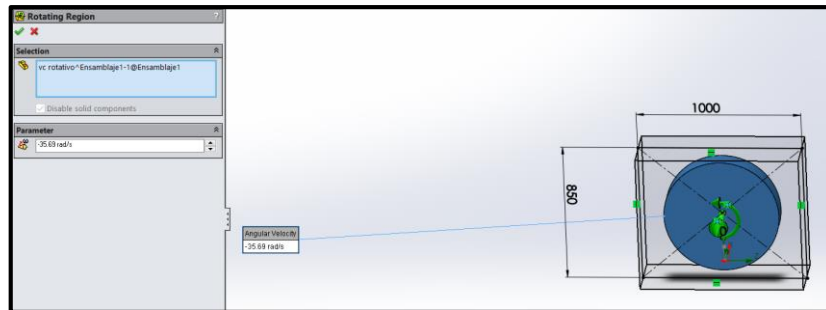 Rotating Region
?
Selection
vc rotativo^Ensamblaje1-1@Ensamblaje1
Disable solid components
Parameter
-35.69 rad/s
Angular Velocity
-35.69 rad/s
1000
850